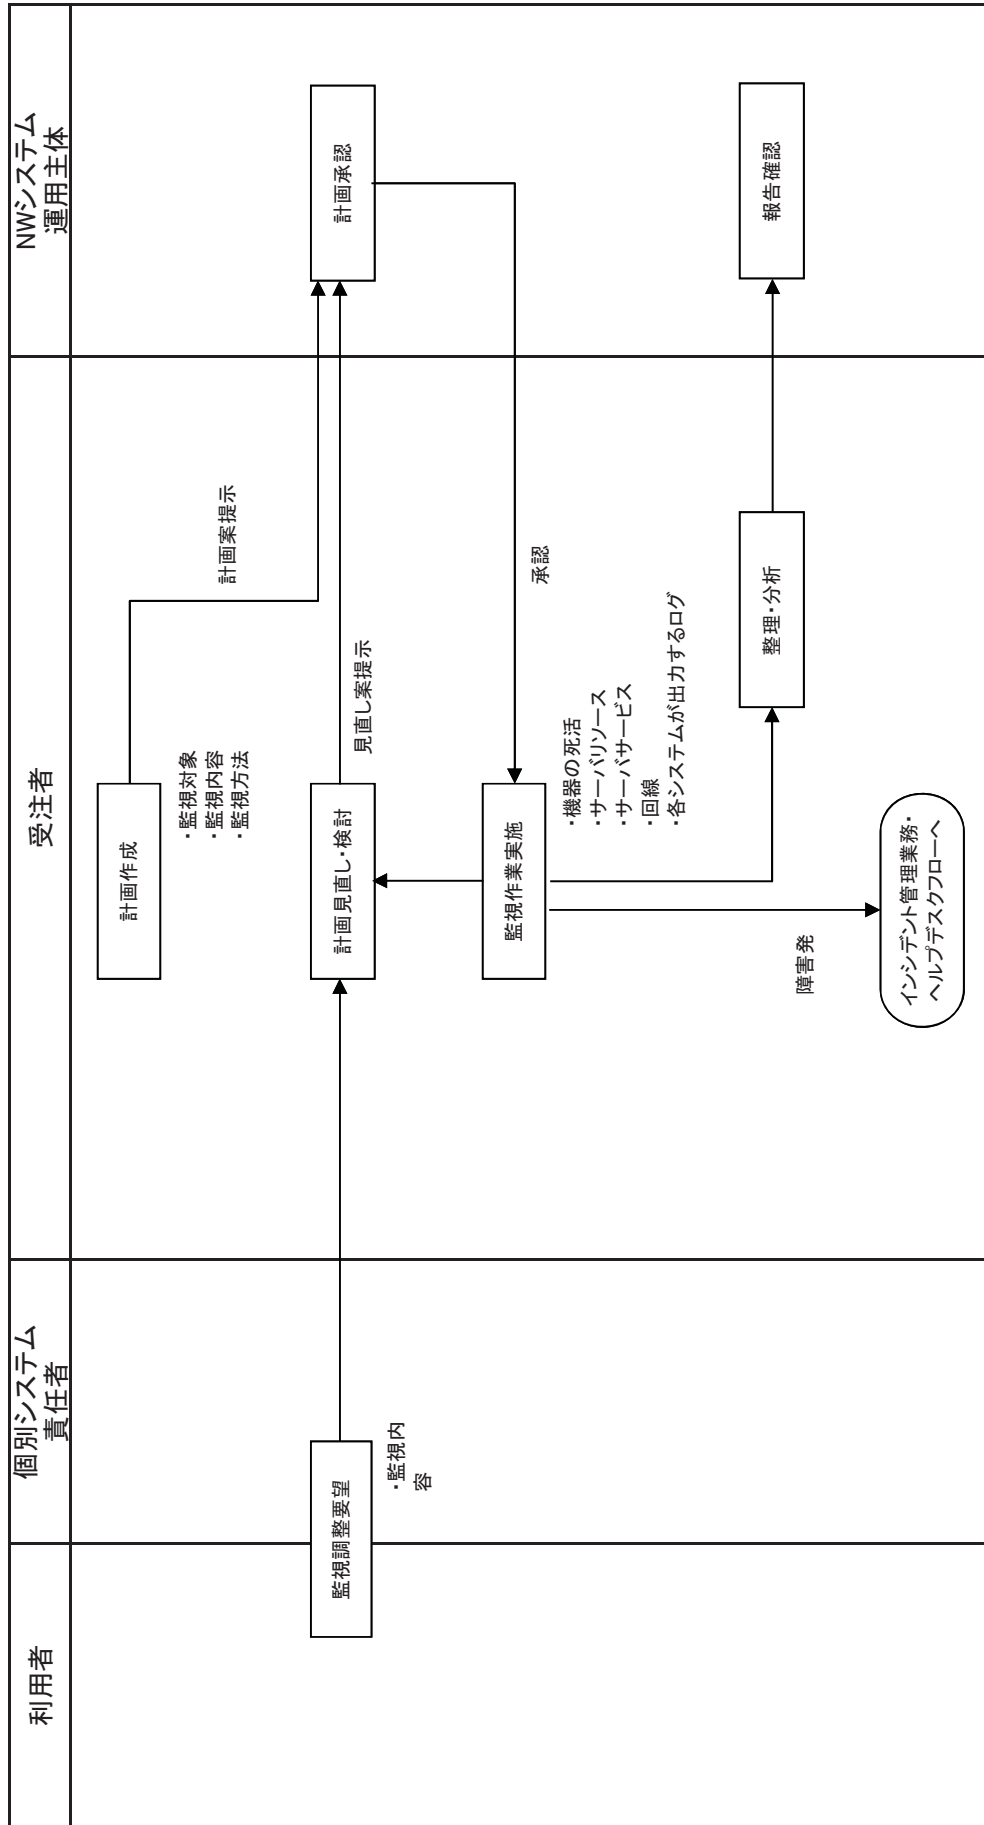 利用者
個別システム
責任者
受注者
NWシステム
運用主体
計画作成
・監視対象
・監視内容
・監視方法
計画案提示
計画承認
監視調整要望
・監視内
容
計画見直し・検討
見直し案提示
監視作業実施
承認
・機器の死活
・サーバリソース
・サーバサービス
・回線
・各システムが出力するログ
整理・分析
報告確認
障害発
インシデント管理業務・
ヘルプデスクフローへ